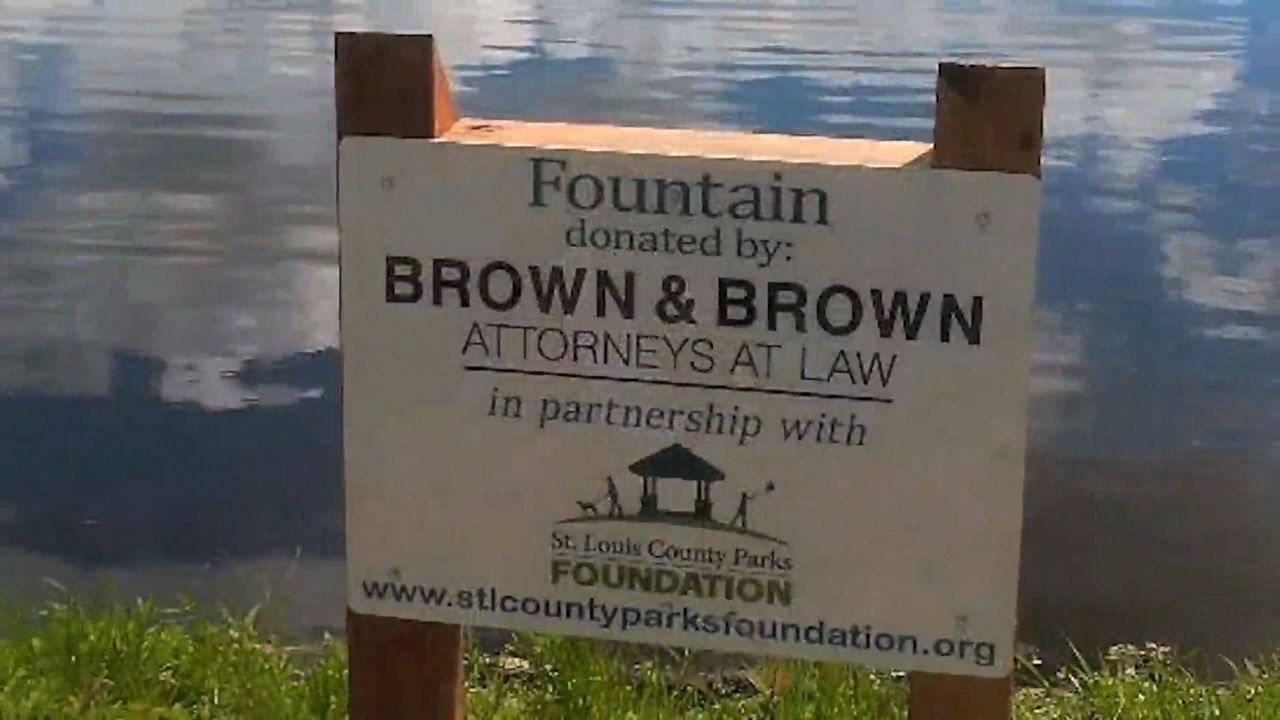 Fountain
donated by:
BROWN & BROWN
ATTORNEYS AT LAW
in partnership with
St. Louis County Parks
FOUNDATION
www.stlcountyparksfoundation.org